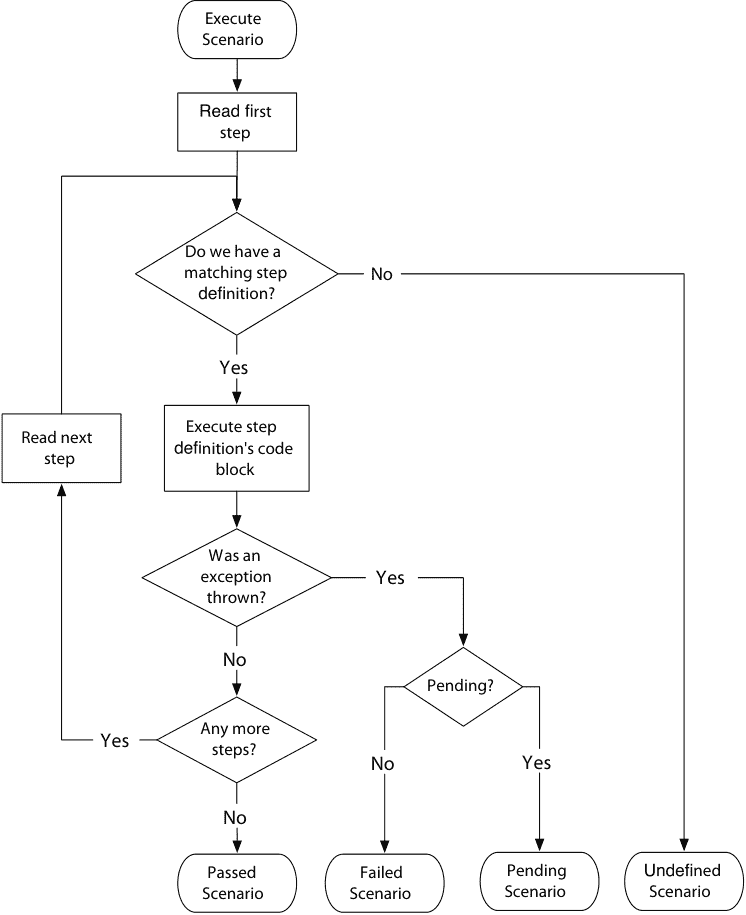 Execute
Scenario
Read first
step
Do we have a
matching step
definition?
No
Yes
Read next
step
Execute step
definition's code
block
Was an
exception
thrown?
Yes
No
Pending?
Any more
steps?
Yes
No
Yes
No
Passed
Scenario
Failed
Scenario
Pending
Scenario
Undefined
Scenario